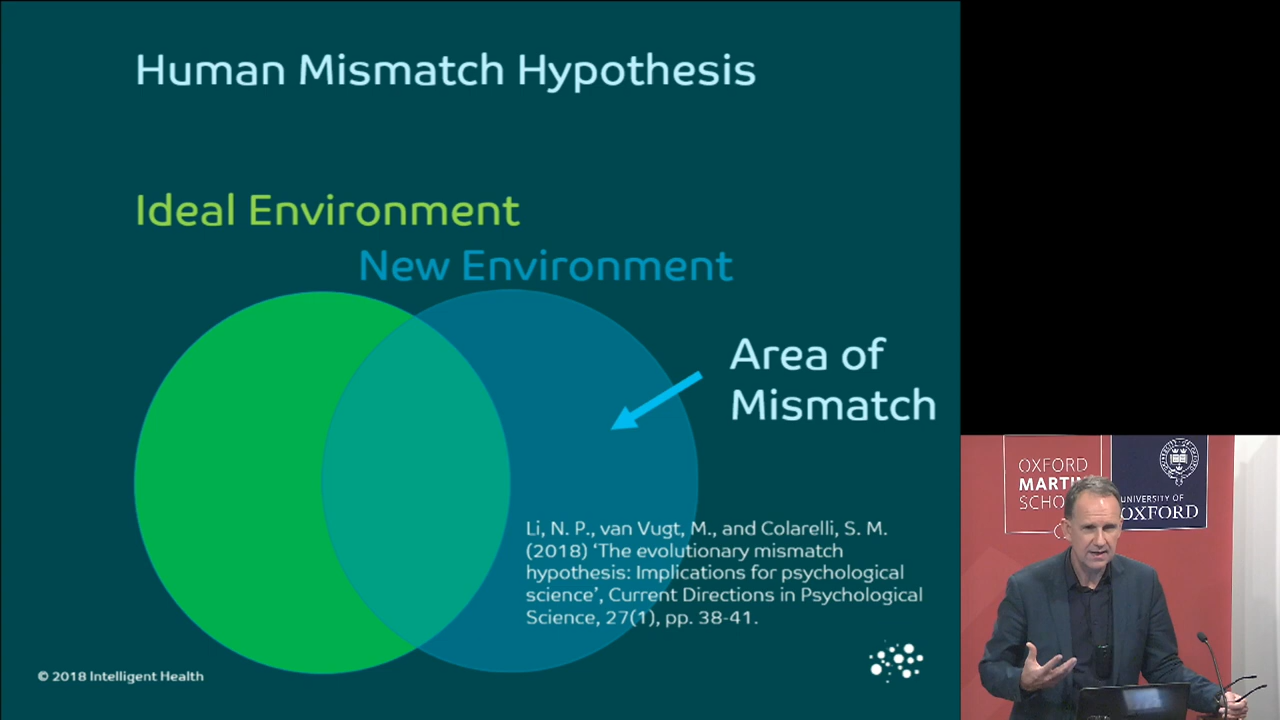 Human Mismatch Hypothesis
Ideal Environment
New Environment
Area of
Mismatch
Li, N. P., van Vugt, M., and Colarelli, S. M.
(2018) ‘The evolutionary mismatch
hypothesis: Implications for psychological
science’, Current Directions in Psychological
Science, 27(1), pp. 38-41.
© 2018 Intelligent Health
OXFORD
MARTIN
SCHO
UNIVERSITY OF
OXFORD